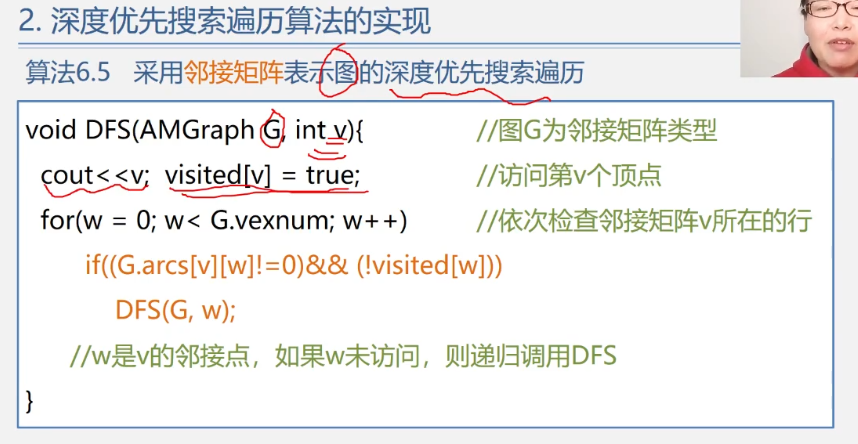 2. 深度优先搜索遍历算法的实现
算法6.5 采用邻接矩阵表示图的深度优先搜索遍历
void DFS(AMGraph G, int v){ //图G为邻接矩阵类型
cout<<v; visited[v] = true; //访问第v个顶点
for(w = 0; w< G.vexnum; w++) //依次检查邻接矩阵v所在的行
if((G.arcs[v][w]!=0)&& (!visited[w]))
DFS(G, w);
//w是v的邻接点，如果w未访问，则递归调用DFS
}